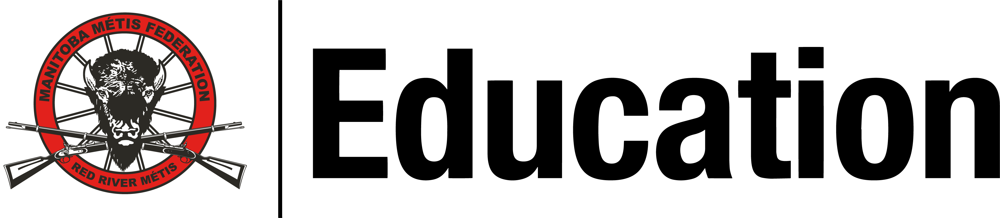 MANITOBA MÉTIS FEDERATION
RED RIVER MÉTIS
Education